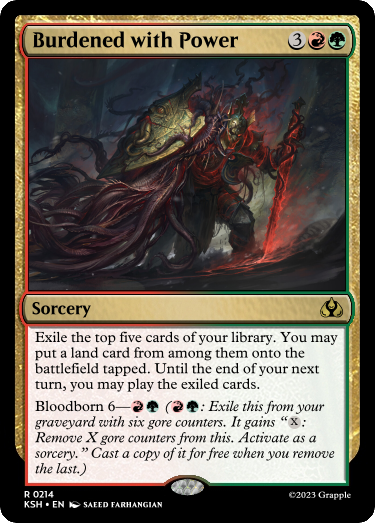 Burdened with Power 3
Sorcery
Exile the top five cards of your library. You may
put a land card from among them onto the
battlefield tapped. Until the end of your next
turn, you may play the exiled cards.
Bloodborn 6— (: Exile this from your
graveyard with six gore counters. It gains “X:
Remove X gore counters from this. Activate as a
sorcery.” Cast a copy of it for free when you remove
the last.)
R 0214
KSH • EN SAEED FARHANGIAN
©2023 Grapple